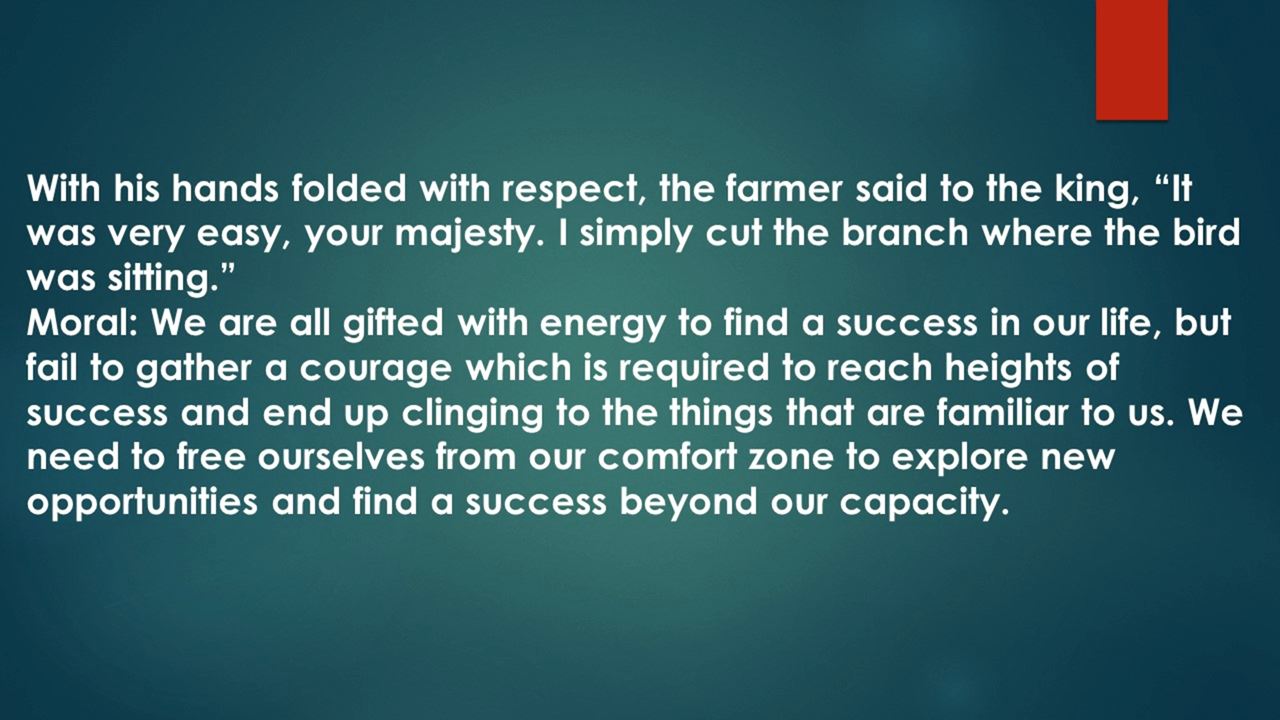 With his hands folded with respect, the farmer said to the king, “It
was very easy, your majesty. I simply cut the branch where the bird
was sitting.”
Moral: We are all gifted with energy to find a success in our life, but
fail to gather a courage which is required to reach heights of
success and end up clinging to the things that are familiar to us. We
need to free ourselves from our comfort zone to explore new
opportunities and find a success beyond our capacity.